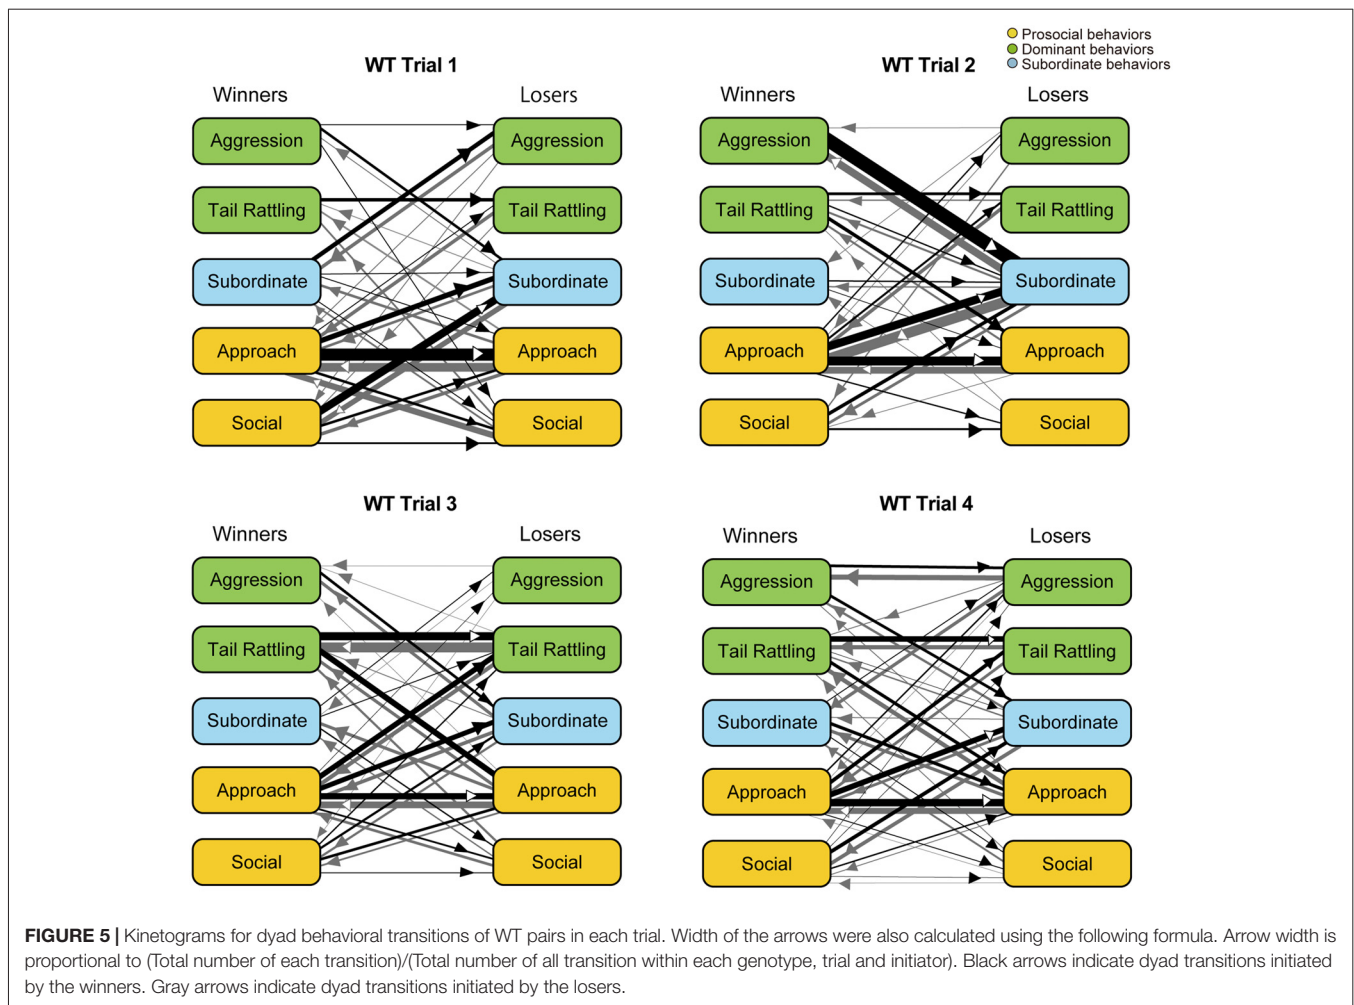 Prosocial behaviors
Dominant behaviors
Subordinate behaviors
WT Trial 1
Winners
Losers
Aggression
Aggression
Tail Rattling
Tail Rattling
Subordinate
Subordinate
Approach
Approach
Social
Social
WT Trial 2
Winners
Losers
Aggression
Aggression
Tail Rattling
Tail Rattling
Subordinate
Subordinate
Approach
Approach
Social
Social
WT Trial 3
Winners
Losers
Aggression
Aggression
Tail Rattling
Tail Rattling
Subordinate
Subordinate
Approach
Approach
Social
Social
WT Trial 4
Winners
Losers
Aggression
Aggression
Tail Rattling
Tail Rattling
Subordinate
Subordinate
Approach
Approach
Social
Social
FIGURE 5 | Kinetograms for dyad behavioral transitions of WT pairs in each trial. Width of the arrows were also calculated using the following formula. Arrow width is
proportional to (Total number of each transition)/(Total number of all transition within each genotype, trial and initiator). Black arrows indicate dyad transitions initiated
by the winners. Gray arrows indicate dyad transitions initiated by the losers.